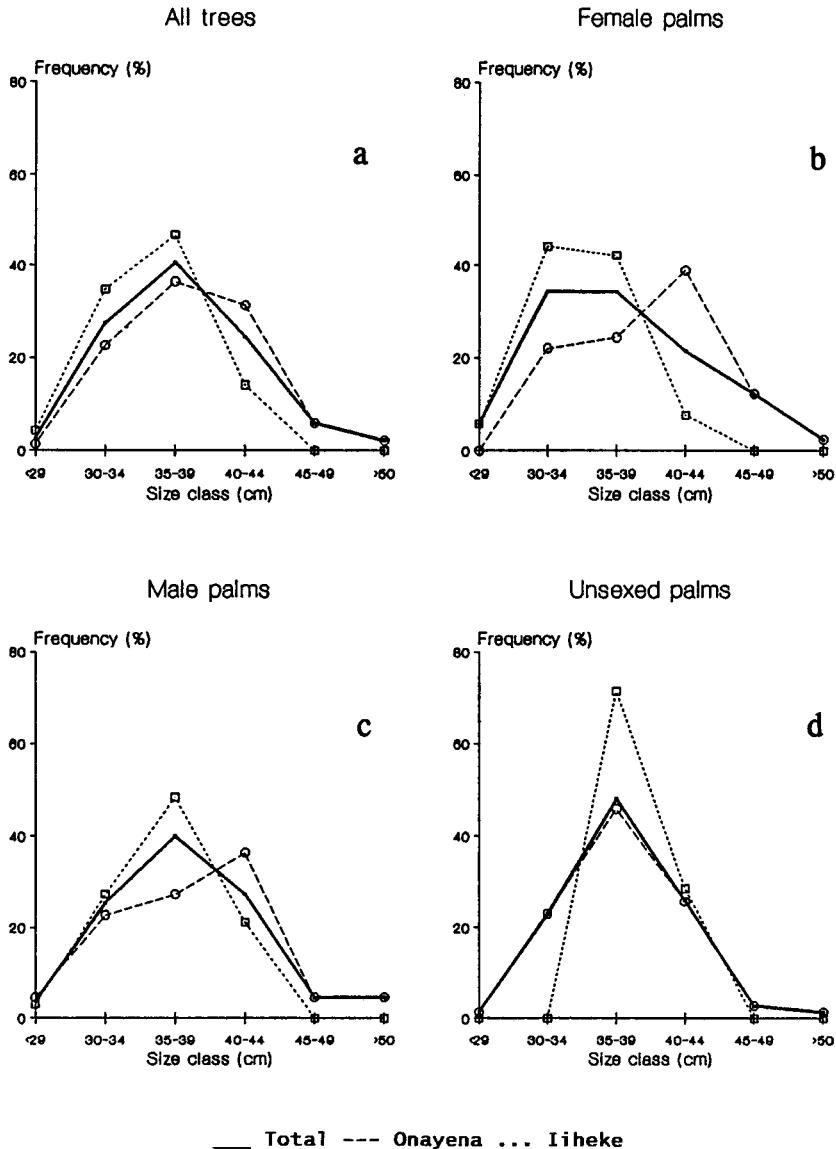 All trees
Frequency (%)
80
60
40
20
0
a
<29 30-34 35-39 40-44 45-49 >50
Size class (cm)
Female palms
Frequency (%)
80
60
40
20
0
b
<29 30-34 35-39 40-44 45-49 >50
Size class (cm)
Male palms
Frequency (%)
80
60
40
20
0
c
<29 30-34 35-39 40-44 45-49 >50
Size class (cm)
Unsexed palms
Frequency (%)
80
60
40
20
0
d
<29 30-34 35-39 40-44 45-49 >50
Size class (cm)
___ Total --- Onayena ... Iiheke